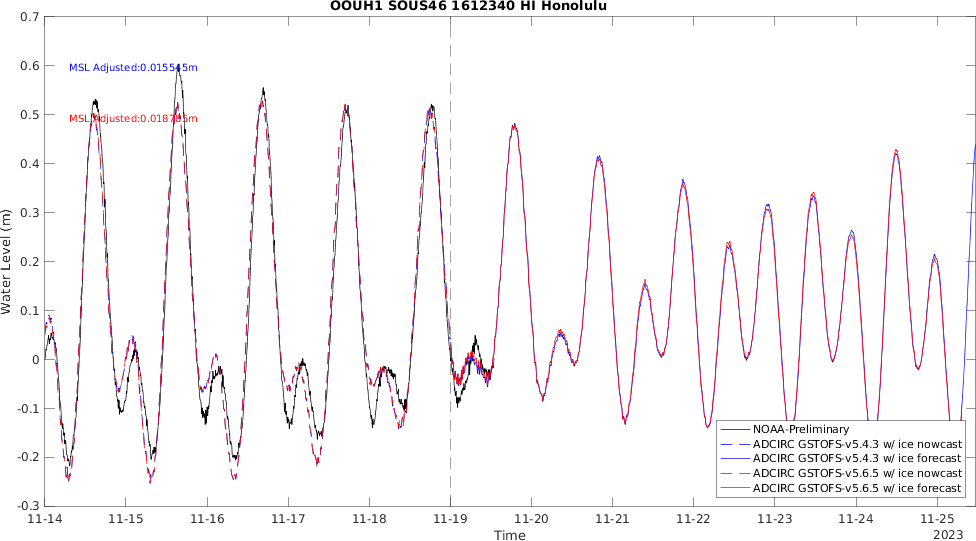 OOUH1 SOUS46 1612340 HI Honolulu
0.7
0.6
0.5
0.4
0.3
0.2
0.1
0
-0.1
-0.2
-0.3
Water Level (m)
MSL Adjusted:0.015545m
MSL Adjusted:0.018785m
NOAA-Preliminary
ADCIRC GSTOFS-v5.4.3 w/ ice nowcast
ADCIRC GSTOFS-v5.4.3 w/ ice forecast
ADCIRC GSTOFS-v5.6.5 w/ ice nowcast
ADCIRC GSTOFS-v5.6.5 w/ ice forecast
11-14 11-15 11-16 11-17 11-18 11-19 11-20 11-21 11-22 11-23 11-24 11-25
2023
Time